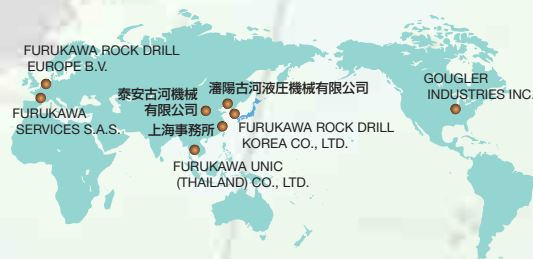 FURUKAWA ROCK DRILL
EUROPE B.V.
FURUKAWA
SERVICES S.A.S.
泰安古河機械
有限公司
瀋陽古河液圧機械有限公司
上海事務所
FURUKAWA ROCK DRILL
KOREA CO., LTD.
FURUKAWA UNIC
(THAILAND) CO., LTD.
GOUGLER
INDUSTRIES INC.